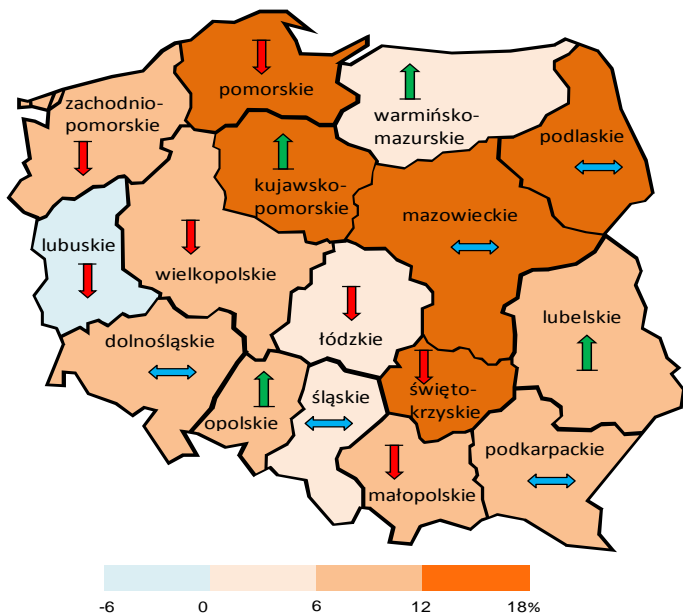 pomorskie
zachodnio-
pomorskie
warmińsko-
mazurskie
podlaskie
kujawsko-
pomorskie
mazowieckie
lubuskie
wielkopolskie
łódzkie
lubelskie
dolnośląskie
opolskie
śląskie
święto-
krzyskie
małopolskie
podkarpackie
-6 0 6 12 18%